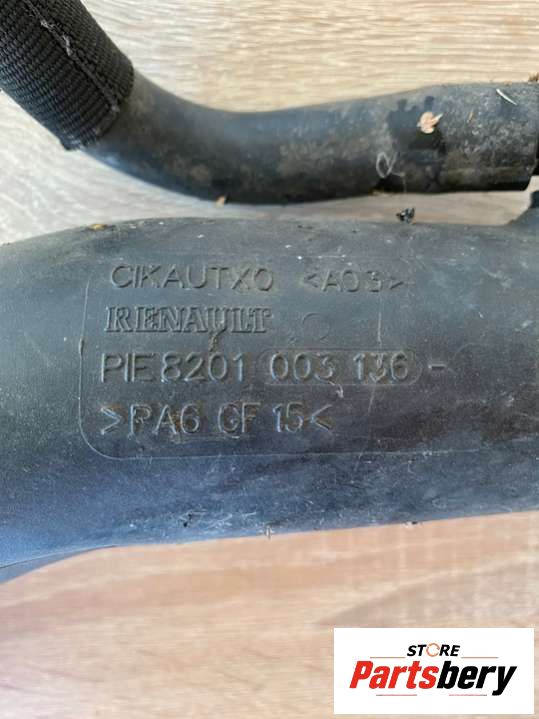 CIKAUTXO <A03>
RENAULT
PIE 8201 003 136 -
>PA6 GF 15<
STORE
Partsbery